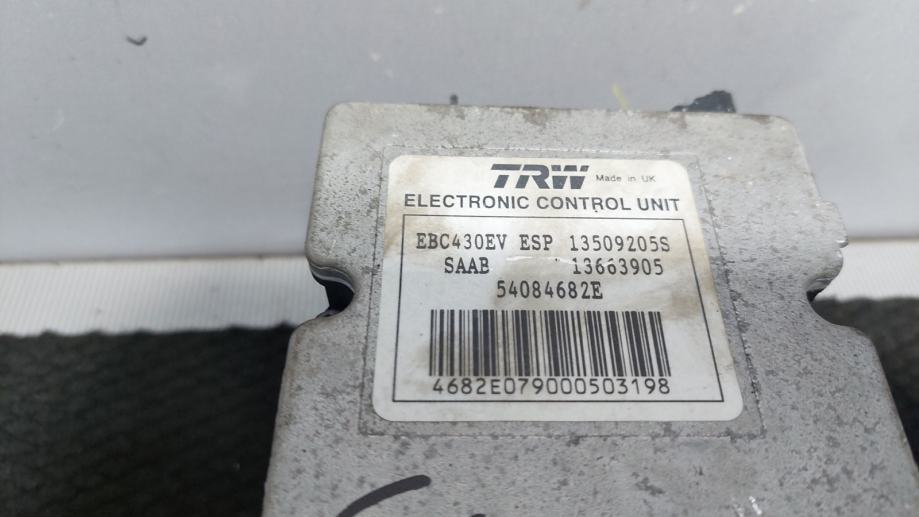 TRW Made in UK
ELECTRONIC CONTROL UNIT
EBC430EV ESP 13509205S
SAAB 13663905
54084682E
4682E079000503198